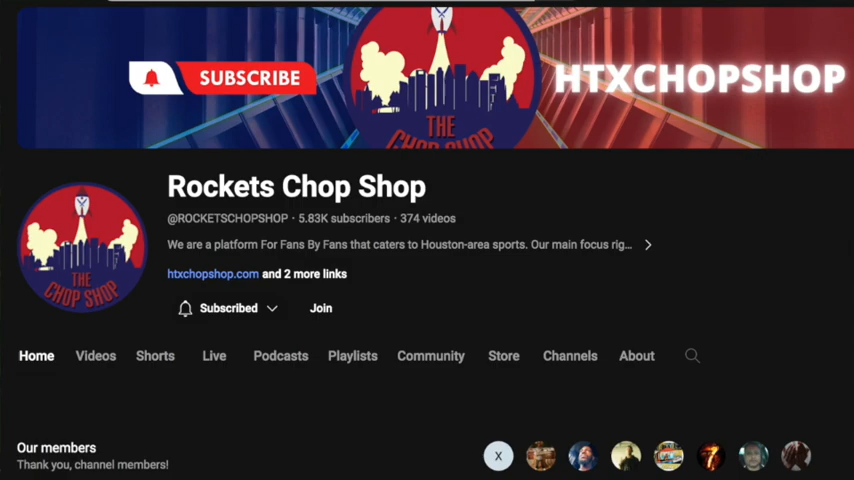 SUBSCRIBE
HTXCHOPSHOP
THE
CHOP SHOP
Rockets Chop Shop
@ROCKETSCHOPSHOP · 5.83K subscribers · 374 videos
We are a platform For Fans By Fans that caters to Houston-area sports. Our main focus rig...
htxchopshop.com and 2 more links
THE
CHOP SHOP
Subscribed
Join
Home Videos Shorts Live Podcasts Playlists Community Store Channels About
Our members
X
Thank you, channel members!